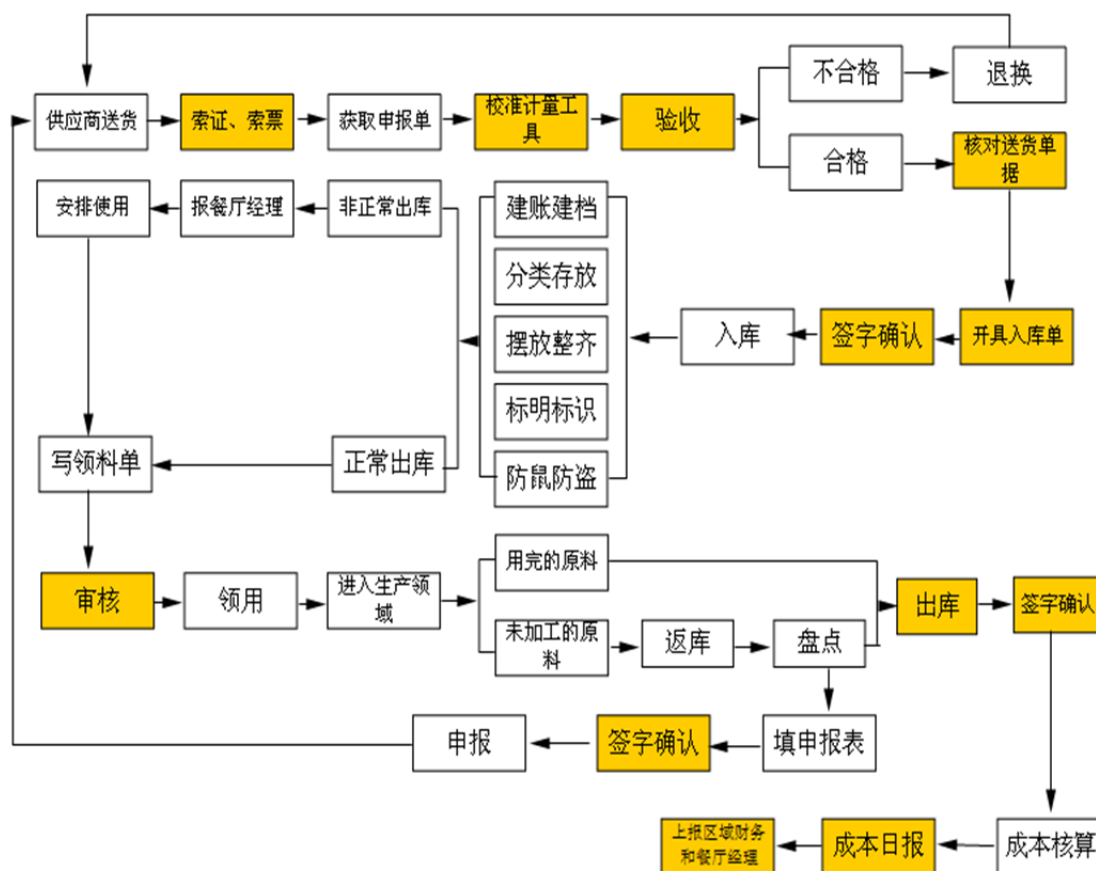 不合格
退换
供应商送货
索证、索票
获取申报单
校准计量工
具
验收
合格
核对送货单
据
安排使用
报餐厅经理
非正常出库
建账建档
分类存放
摆放整齐
标明标识
防鼠防盗
入库
签字确认
开具入库单
写领料单
正常出库
审核
领用
进入生产领
域
用完的原料
未加工的原
料
返库
盘点
出库
签字确认
申报
签字确认
填申报表
上报区域财务
和餐厅经理
成本日报
成本核算